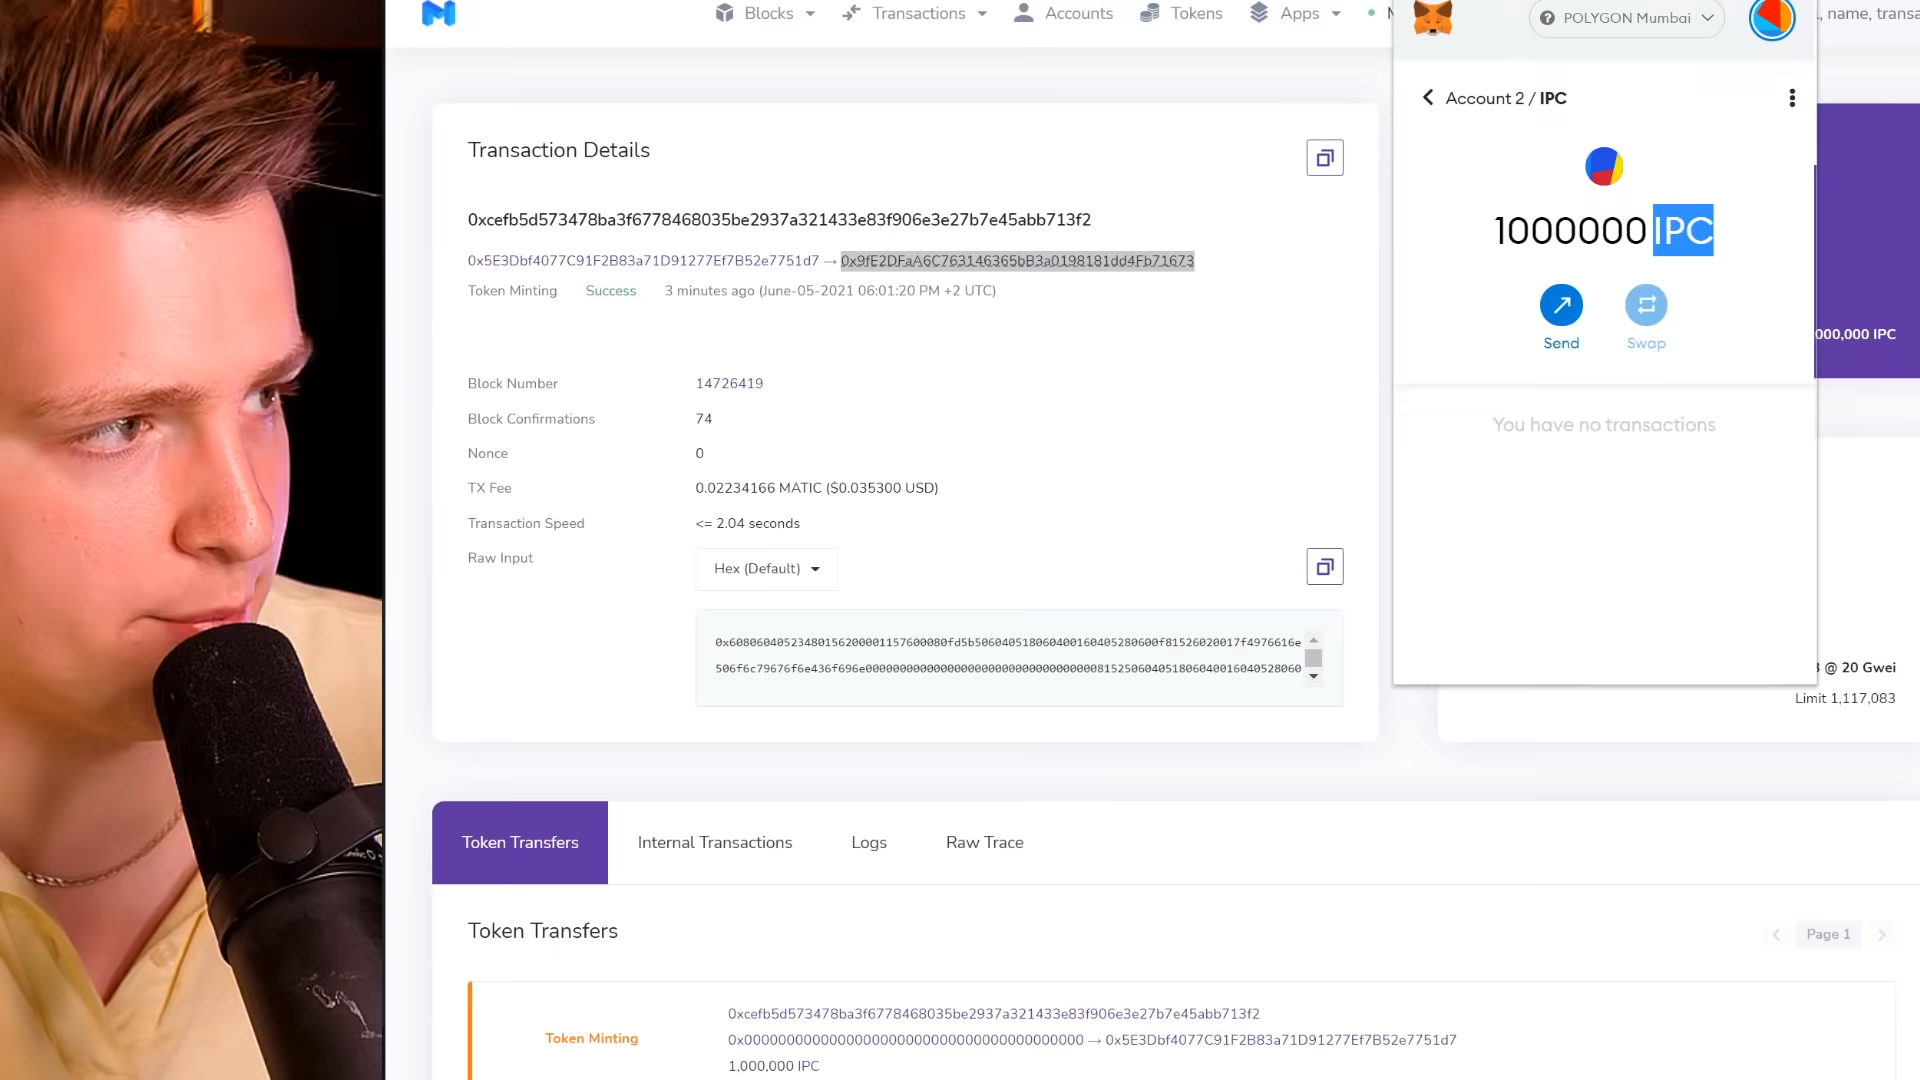 Blocks
Transactions
Accounts
Tokens
Apps
, name, transa
Transaction Details
0xcefb5d573478ba3f6778468035be2937a321433e83f906e3e27b7e45abb713f2
0x5E3Dbf4077C91F2B83a71D91277Ef7B52e7751d7 → 0x9fE2DFaA6C763146365bB3a0198181dd4Fb71673
Token Minting Success 3 minutes ago (June-05-2021 06:01:20 PM +2 UTC)
Block Number 14726419
Block Confirmations 74
Nonce 0
TX Fee 0.02234166 MATIC ($0.035300 USD)
Transaction Speed <= 2.04 seconds
Raw Input Hex (Default)
0x60806040523480156200001157600080fd5b506040518060400160405280600f81526020017f4976616e
506f6c79676f6e436f696e00000000000000000000000000000000008152506040518060400160405280​60
POLYGON Mumbai
Account 2 / IPC
1000000 IPC
Send
Swap
You have no transactions
000,000 IPC
@ 20 Gwei
Limit 1,117,083
Token Transfers
Internal Transactions
Logs
Raw Trace
Token Transfers
Page 1
Token Minting
0xcefb5d573478ba3f6778468035be2937a321433e83f906e3e27b7e45abb713f2
0x0000000000000000000000000000000000000000 → 0x5E3Dbf4077C91F2B83a71D91277Ef7B52e7751d7
1,000,000 IPC